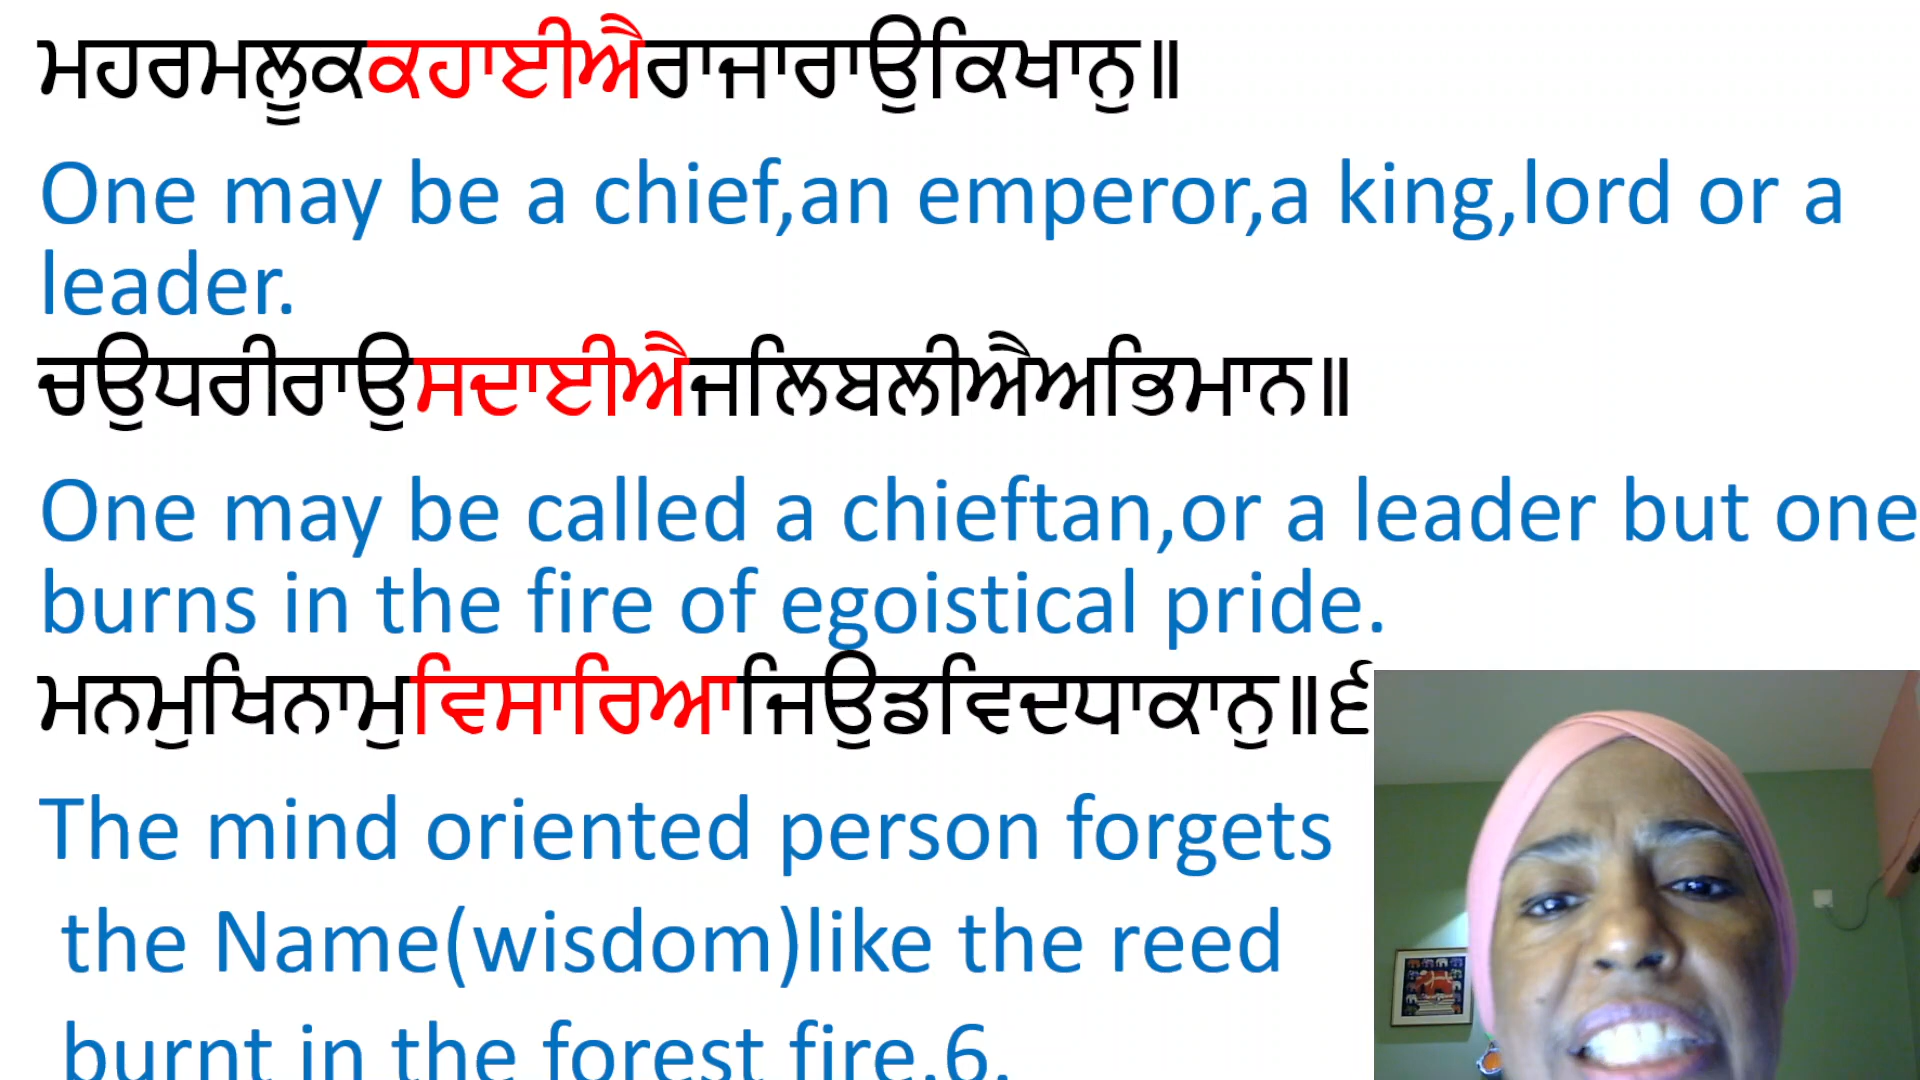 ਮਹਰਮਲੂਕਕਹਾਈਐਰਾਜਾਰਾਉਕਿਖਾਨੁ॥
One may be a chief,an emperor,a king,lord or a
leader.
ਚਉਧਰੀਰਾਉਸਦਾਈਐਜਲਿਬਲੀਐਅਭਿਮਾਨ॥
One may be called a chieftan,or a leader but one
burns in the fire of egoistical pride.
ਮਨਮੁਖਿਨਾਮੁਵਿਸਾਰਿਆਜਿਉਡਵਿਦਧਾਕਾਨੁ॥੬
The mind oriented person forgets
the Name(wisdom)like the reed
burnt in the forest fire.6.